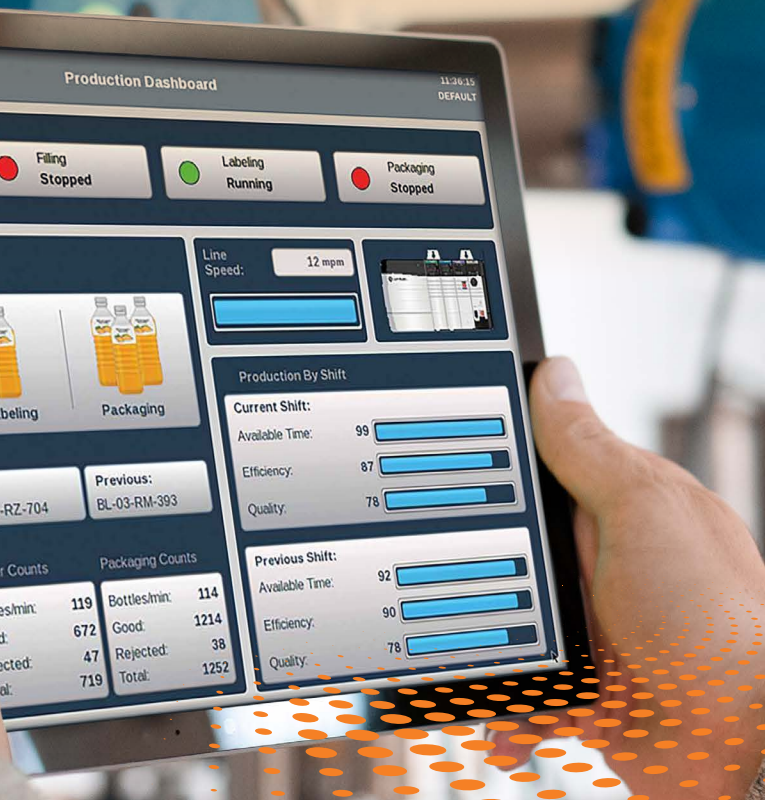 Production Dashboard
11:36:15
DEFAULT
Filling
Stopped
Labeling
Running
Packaging
Stopped
Line
Speed:
12 mpm
beling
Packaging
Production By Shift
Current Shift:
Available Time: 99
Efficiency: 87
Quality: 78
-RZ-704
Previous:
BL-03-RM-393
Previous Shift:
Available Time: 92
Efficiency: 90
Quality: 78
r Counts
es/min: 119
d: 672
ected: 47
al: 719
Packaging Counts
Bottles/min: 114
Good: 1214
Rejected: 38
Total: 1252